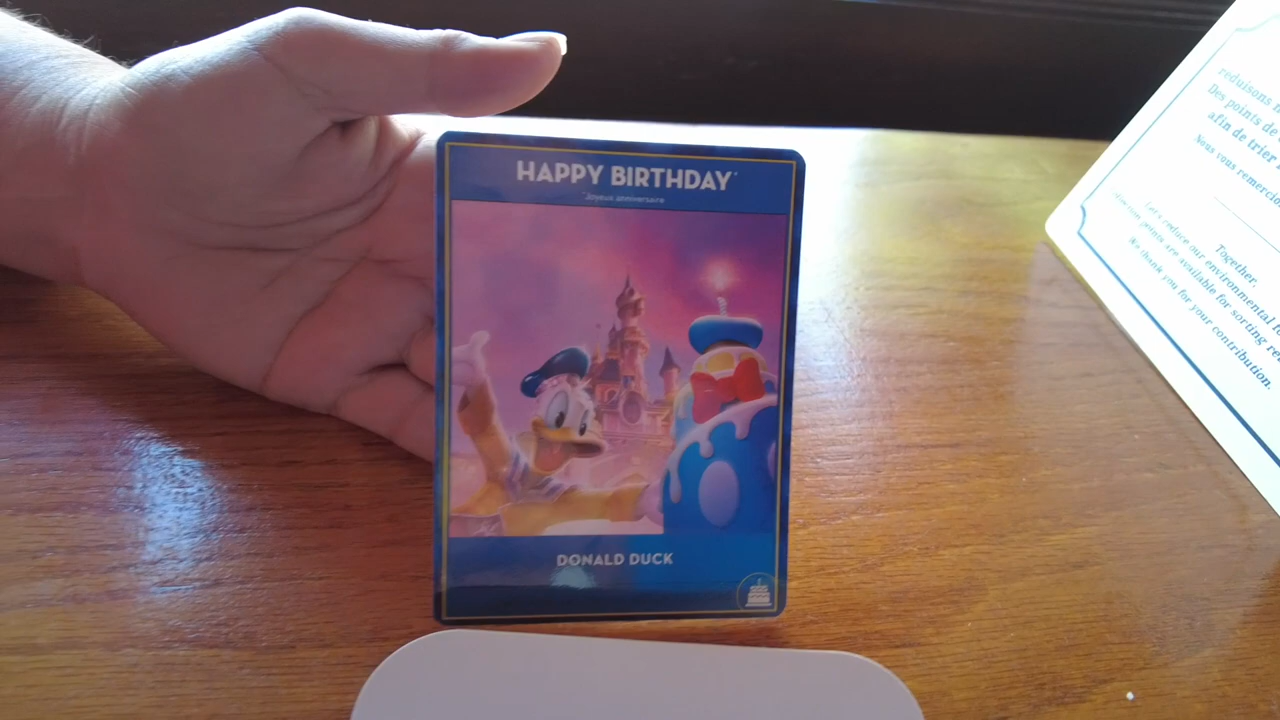 HAPPY BIRTHDAY*
*Joyeux anniversaire
DONALD DUCK
réduisons
Des points de
afin de trier
Nous vous
Together,
Let's reduce our environmental
points are available for sorting
We thank you for your contribution.